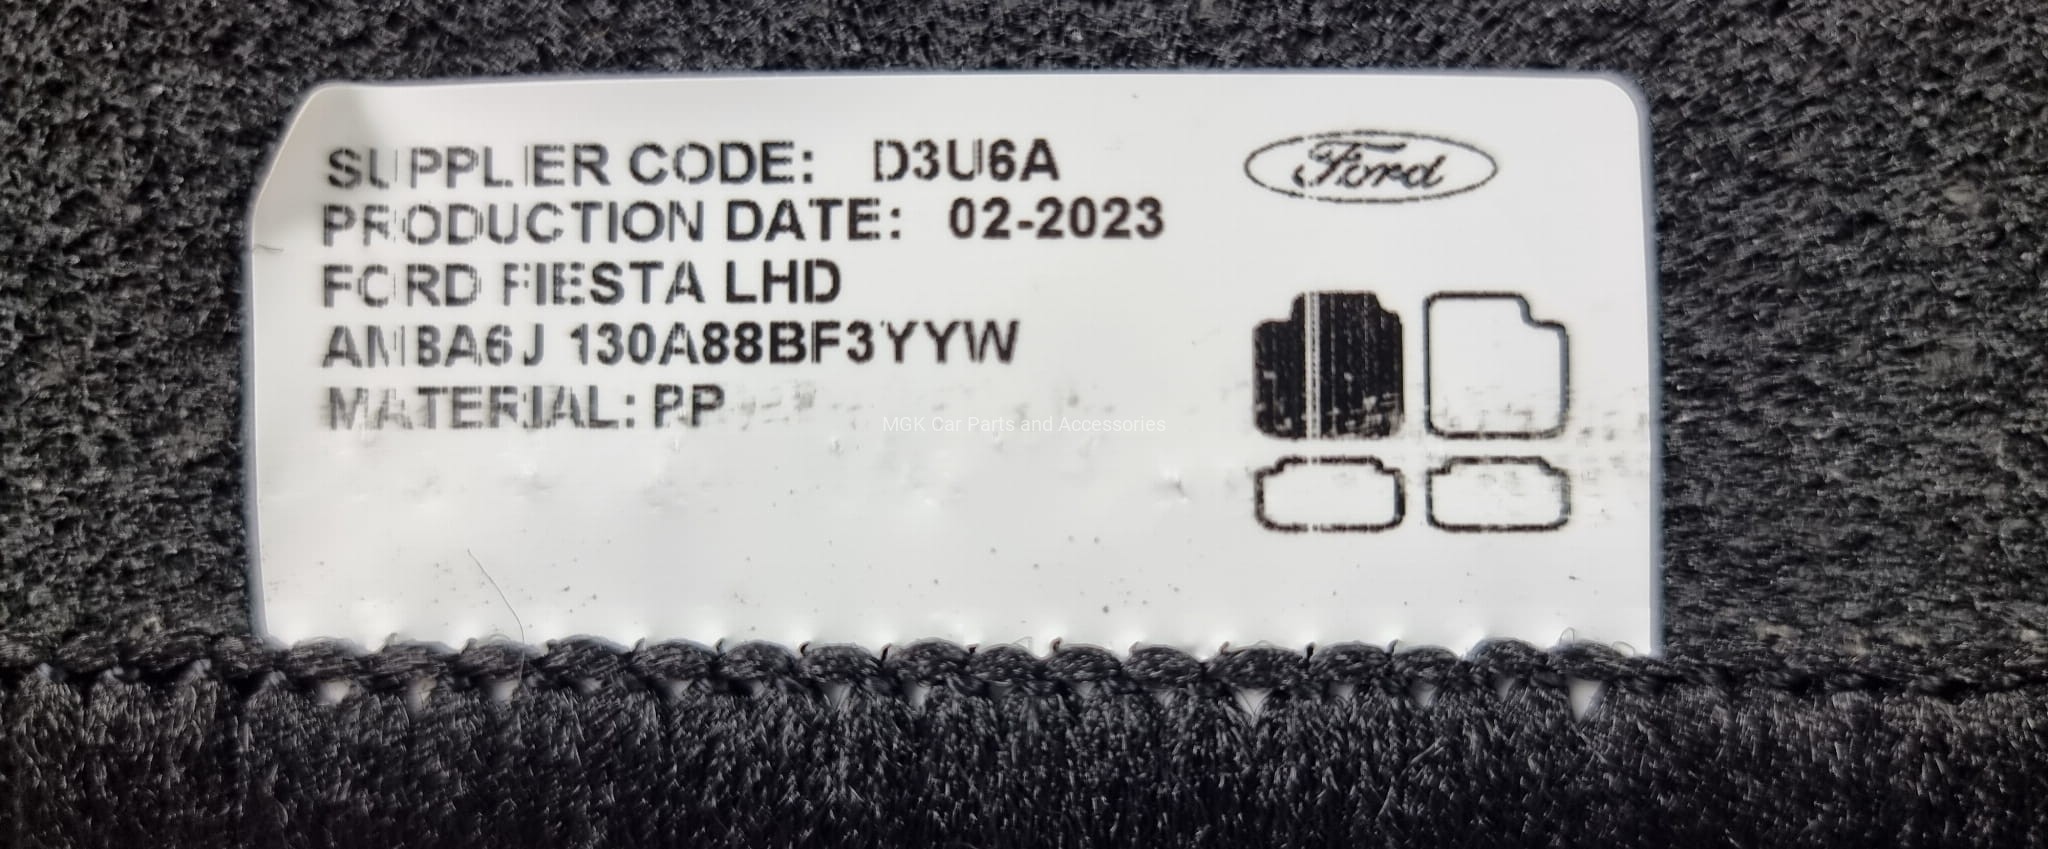 SUPPLIER CODE: D3U6A
Ford
PRODUCTION DATE: 02-2023
FORD FIESTA LHD
AMBA6J 130A88BF3YYW
MATERIAL: PP
MGK Car Parts and Accessories